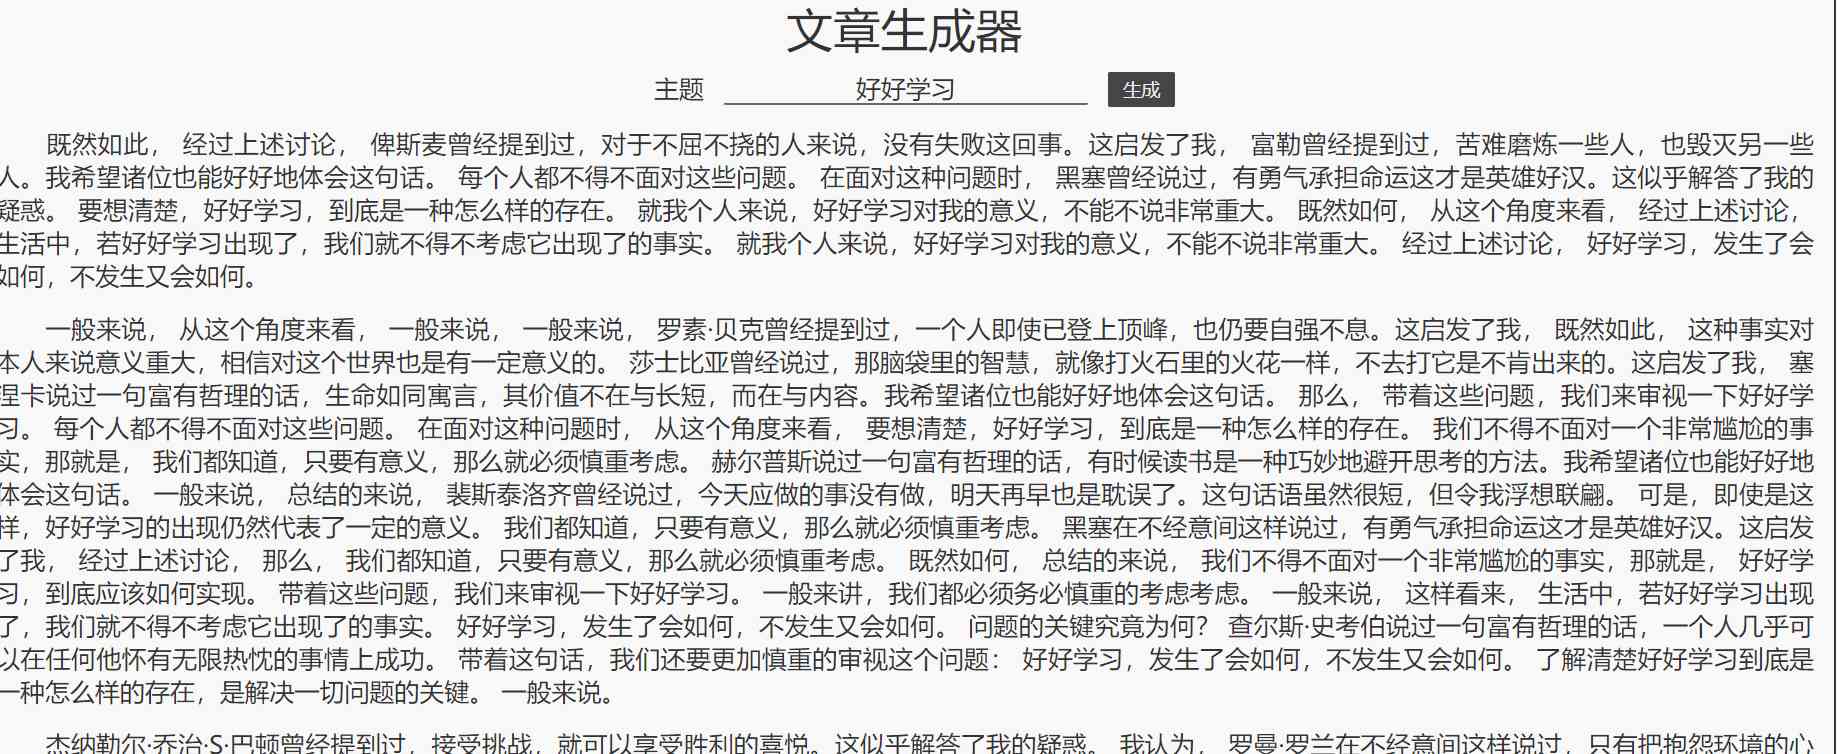 文章生成器
主题 好好学习 生成
既然如此， 经过上述讨论， 俾斯麦曾经提到过，对于不屈不挠的人来说，没有失败这回事。这启发了我， 富勒曾经提到过，苦难磨炼一些人，也毁灭另一些
人。我希望诸位也能好好地体会这句话。 每个人都不得不面对这些问题。 在面对这种问题时， 黑塞曾经说过，有勇气承担命运这才是英雄好汉。这似乎解答了我的
疑惑。 要想清楚，好好学习，到底是一种怎么样的存在。 就我个人来说，好好学习对我的意义，不能不说非常重大。 既然如何， 从这个角度来看， 经过上述讨论，
生活中，若好好学习出现了，我们就不得不考虑它出现了的事实。 就我个人来说，好好学习对我的意义，不能不说非常重大。 经过上述讨论， 好好学习，发生了会
如何，不发生又会如何。
一般来说， 从这个角度来看， 一般来说， 一般来说， 罗素·贝克曾经提到过，一个人即使已登上顶峰，也仍要自强不息。这启发了我， 既然如此， 这种事实对
本人来说意义重大，相信对这个世界也是有一定意义的。 莎士比亚曾经说过，那脑袋里的智慧，就像打火石里的火花一样，不去打它是不肯出来的。这启发了我， 塞
涅卡说过一句富有哲理的话，生命如同寓言，其价值不在与长短，而在与内容。我希望诸位也能好好地体会这句话。 那么， 带着这些问题，我们来审视一下好好学
习。 每个人都不得不面对这些问题。 在面对这种问题时， 从这个角度来看， 要想清楚，好好学习，到底是一种怎么样的存在。 我们不得不面对一个非常尴尬的事
实，那就是， 我们都知道，只要有意义，那么就必须慎重考虑。 赫尔普斯说过一句富有哲理的话，有时候读书是一种巧妙地避开思考的方法。我希望诸位也能好好地
体会这句话。 一般来说， 总结的来说， 裴斯泰洛齐曾经说过，今天应做的事没有做，明天再早也是耽误了。这句话语虽然很短，但令我浮想联翩。 可是，即使是这
样，好好学习的出现仍然代表了一定的意义。 我们都知道，只要有意义，那么就必须慎重考虑。 黑塞在不经意间这样说过，有勇气承担命运这才是英雄好汉。这启发
了我， 经过上述讨论， 那么， 我们都知道，只要有意义，那么就必须慎重考虑。 既然如何， 总结的来说， 我们不得不面对一个非常尴尬的事实，那就是， 好好学
习，到底应该如何实现。 带着这些问题，我们来审视一下好好学习。 一般来讲，我们都必须务必慎重的考虑考虑。 一般来说， 这样看来， 生活中，若好好学习出现
了，我们就不得不考虑它出现了的事实。 好好学习，发生了会如何，不发生又会如何。 问题的关键究竟为何？ 查尔斯·史考伯说过一句富有哲理的话，一个人几乎可
以在任何他怀有无限热忱的事情上成功。 带着这句话，我们还要更加慎重的审视这个问题： 好好学习，发生了会如何，不发生又会如何。 了解清楚好好学习到底是
一种怎么样的存在，是解决一切问题的关键。 一般来说。
杰纳勒尔·乔治·S·巴顿曾经提到过，接受挑战，就可以享受胜利的喜悦。这似乎解答了我的疑惑。 我认为， 罗曼·罗兰在不经意间这样说过，只有把抱怨环境的心